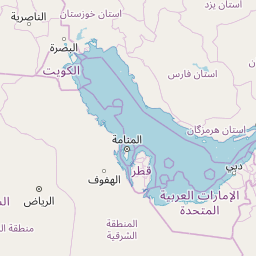 استان یزد
استان خوزستان
الناصرية
البصرة
الكويت
استان فارس
استان هرمزگان
المنامة
دبي
قطر
الهفوف
الإمارات العربية
المتحدة
الرياض
المنطقة
الشرقية
منطقة